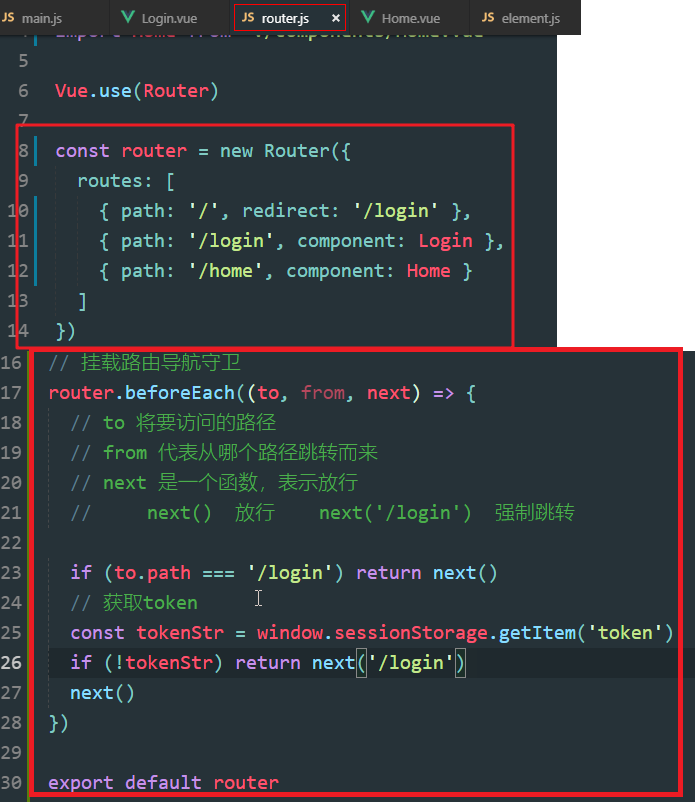 JS main.js Login.vue JS router.js × Home.vue JS element.js
5
6 Vue.use(Router)
7
8 const router = new Router({
9 routes: [
10 { path: '/', redirect: '/login' },
11 { path: '/login', component: Login },
12 { path: '/home', component: Home }
13 ]
14 })
16 // 挂载路由导航守卫
17 router.beforeEach((to, from, next) => {
18 // to 将要访问的路径
19 // from 代表从哪个路径跳转而来
20 // next 是一个函数，表示放行
21 // next() 放行 next('/login') 强制跳转
22
23 if (to.path === '/login') return next()
24 // 获取token
25 const tokenStr = window.sessionStorage.getItem('token')
26 if (!tokenStr) return next('/login')
27 next()
28 })
29
30 export default router